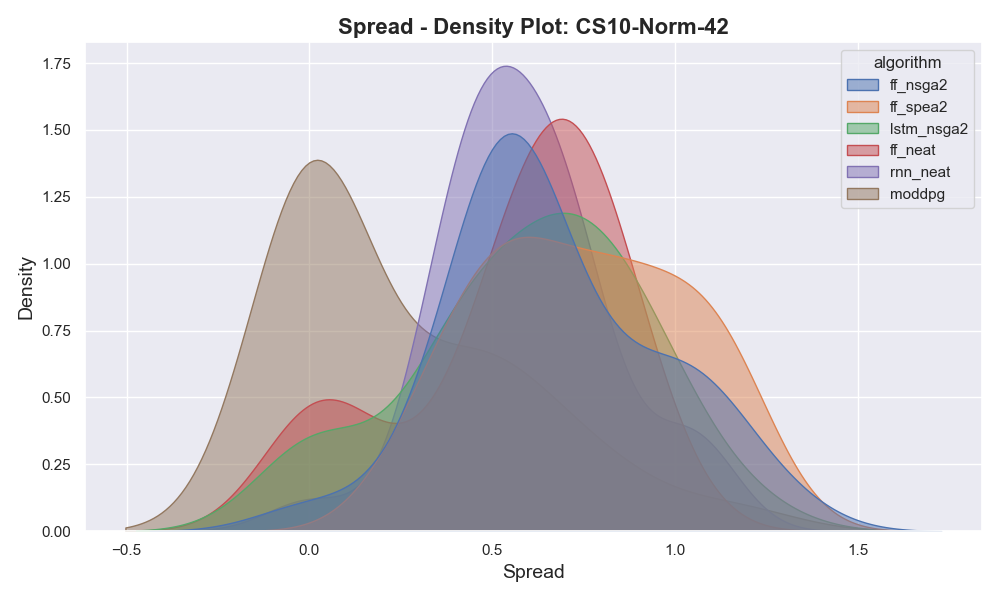 Spread - Density Plot: CS10-Norm-42
algorithm
ff_nsga2
ff_spea2
lstm_nsga2
ff_neat
rnn_neat
moddpg
Density
1.75
1.50
1.25
1.00
0.75
0.50
0.25
0.00
−0.5
0.0
0.5
1.0
1.5
Spread